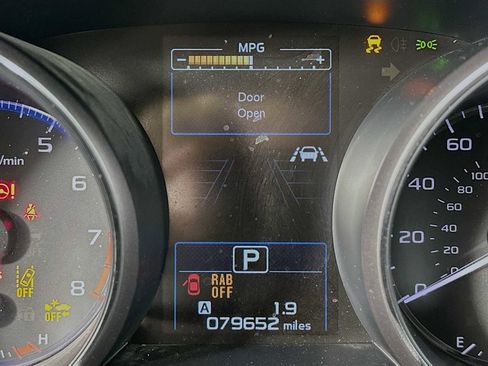 MPG
- +
Door
Open
5
/min
6
7
8
OFF
OFF
H
P
RAB
OFF
A 1.9
079652 miles
60
100
40
80
60
20
40
0
E